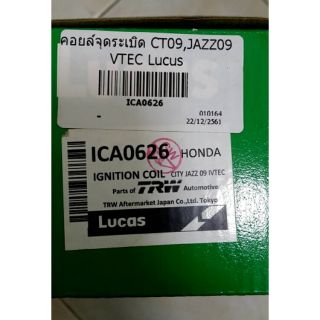 คอยล์จุดระเบิด CT09,JAZZ09
VTEC Lucus
ICA0626
010164
-
22/12/2561
Lucas
ICA0626 HONDA
IGNITION COIL CITY JAZZ 09 IVTEC
Parts of TRW Automotive
TRW Aftermarket Japan Co.,Ltd. Tokyo
Lucas